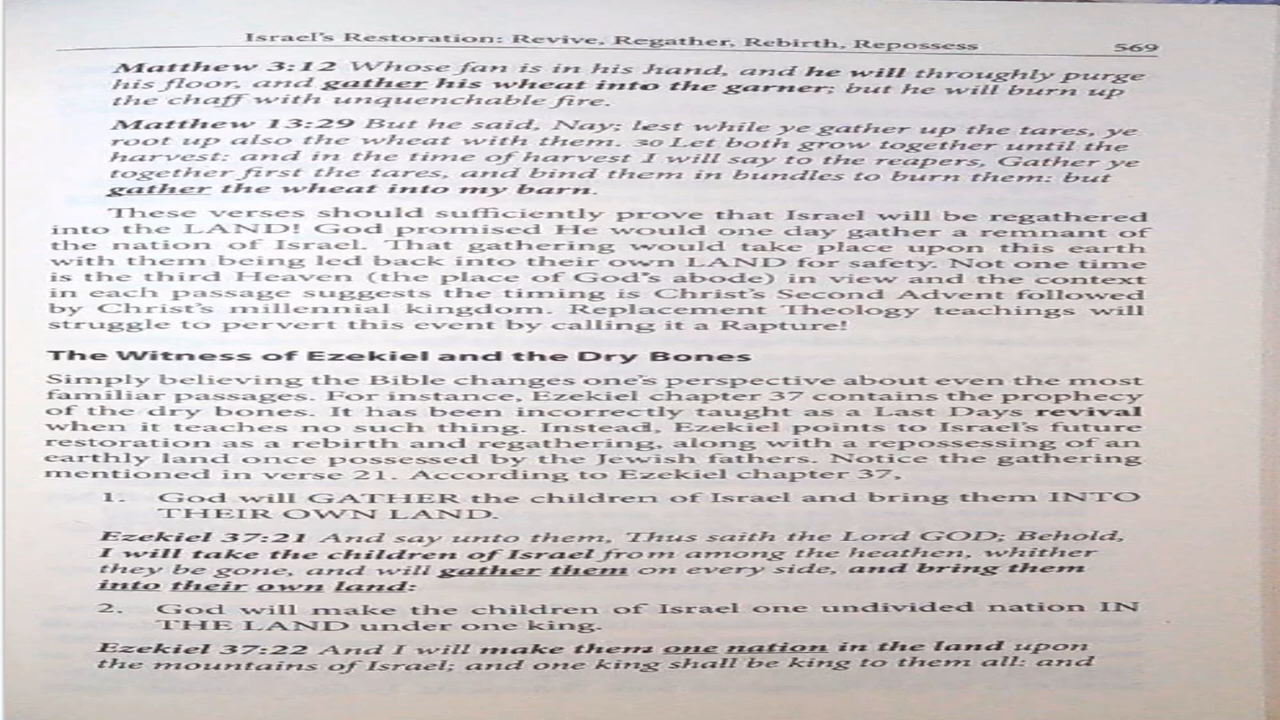 Israel's Restoration: Revive, Regather, Rebirth, Repossess 569
Matthew 3:12 Whose fan is in his hand, and he will throughly purge
his floor, and gather his wheat into the garner; but he will burn up
the chaff with unquenchable fire.
Matthew 13:29 But he said, Nay; lest while ye gather up the tares, ye
root up also the wheat with them. 30 Let both grow together until the
harvest: and in the time of harvest I will say to the reapers, Gather ye
together first the tares, and bind them in bundles to burn them: but
gather the wheat into my barn.
These verses should sufficiently prove that Israel will be regathered
into the LAND! God promised He would one day gather a remnant of
the nation of Israel. That gathering would take place upon this earth
with them being led back into their own LAND for safety. Not one time
is the third Heaven (the place of God's abode) in view and the context
in each passage suggests the timing is Christ's Second Advent followed
by Christ's millennial kingdom. Replacement Theology teachings will
struggle to pervert this event by calling it a Rapture!
The Witness of Ezekiel and the Dry Bones
Simply believing the Bible changes one's perspective about even the most
familiar passages. For instance, Ezekiel chapter 37 contains the prophecy
of the dry bones. It has been incorrectly taught as a Last Days revival
when it teaches no such thing. Instead, Ezekiel points to Israel's future
restoration as a rebirth and regathering, along with a repossessing of an
earthly land once possessed by the Jewish fathers. Notice the gathering
mentioned in verse 21. According to Ezekiel chapter 37,
1. God will GATHER the children of Israel and bring them INTO
THEIR OWN LAND.
Ezekiel 37:21 And say unto them, Thus saith the Lord GOD; Behold,
I will take the children of Israel from among the heathen, whither
they be gone, and will gather them on every side, and bring them
into their own land:
2. God will make the children of Israel one undivided nation IN
THE LAND under one king.
Ezekiel 37:22 And I will make them one nation in the land upon
the mountains of Israel; and one king shall be king to them all: and